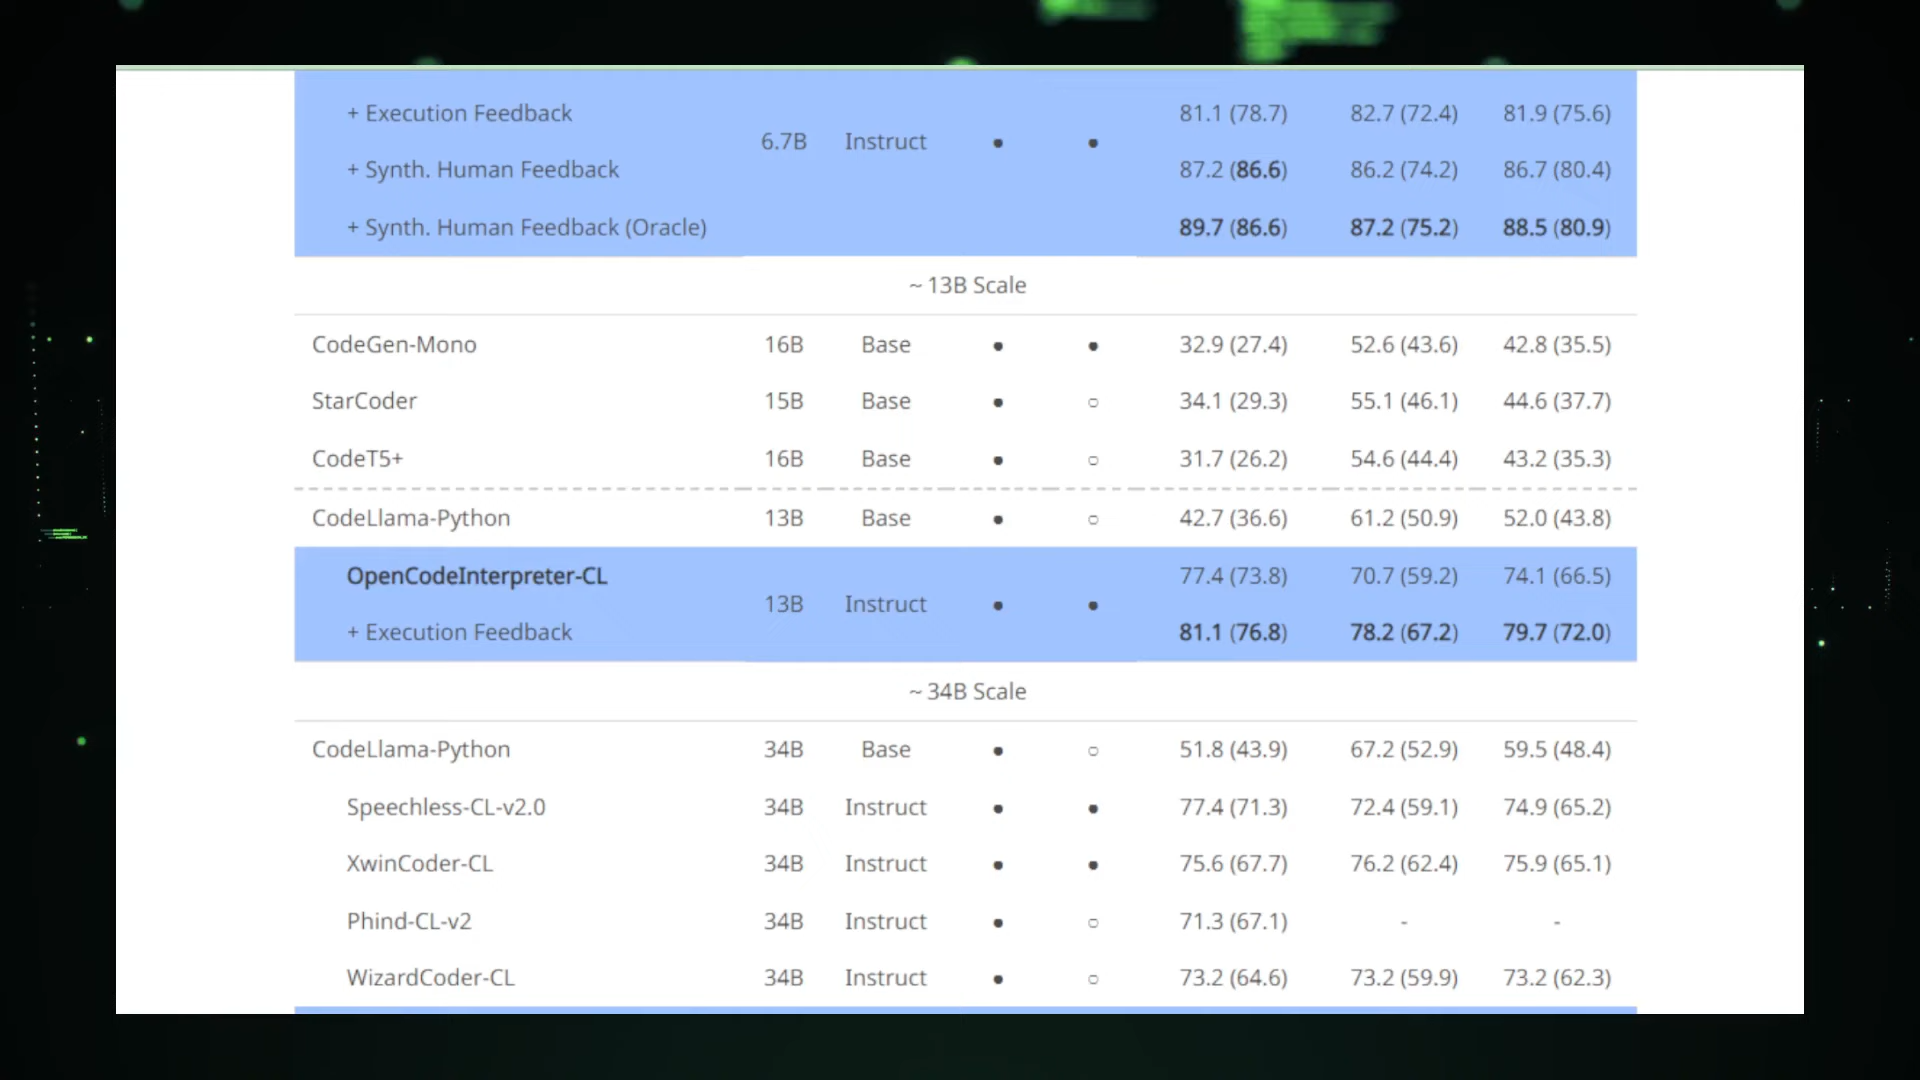 + Execution Feedback 81.1 (78.7) 82.7 (72.4) 81.9 (75.6)
6.7B Instruct ● ●
+ Synth. Human Feedback 87.2 (86.6) 86.2 (74.2) 86.7 (80.4)
+ Synth. Human Feedback (Oracle) 89.7 (86.6) 87.2 (75.2) 88.5 (80.9)
~ 13B Scale
CodeGen-Mono 16B Base ● ● 32.9 (27.4) 52.6 (43.6) 42.8 (35.5)
StarCoder 15B Base ● ○ 34.1 (29.3) 55.1 (46.1) 44.6 (37.7)
CodeT5+ 16B Base ● ○ 31.7 (26.2) 54.6 (44.4) 43.2 (35.3)
CodeLlama-Python 13B Base ● ○ 42.7 (36.6) 61.2 (50.9) 52.0 (43.8)
OpenCodeInterpreter-CL 77.4 (73.8) 70.7 (59.2) 74.1 (66.5)
13B Instruct ● ●
+ Execution Feedback 81.1 (76.8) 78.2 (67.2) 79.7 (72.0)
~ 34B Scale
CodeLlama-Python 34B Base ● ○ 51.8 (43.9) 67.2 (52.9) 59.5 (48.4)
Speechless-CL-v2.0 34B Instruct ● ● 77.4 (71.3) 72.4 (59.1) 74.9 (65.2)
XwinCoder-CL 34B Instruct ● ● 75.6 (67.7) 76.2 (62.4) 75.9 (65.1)
Phind-CL-v2 34B Instruct ● ○ 71.3 (67.1) - -
WizardCoder-CL 34B Instruct ● ○ 73.2 (64.6) 73.2 (59.9) 73.2 (62.3)